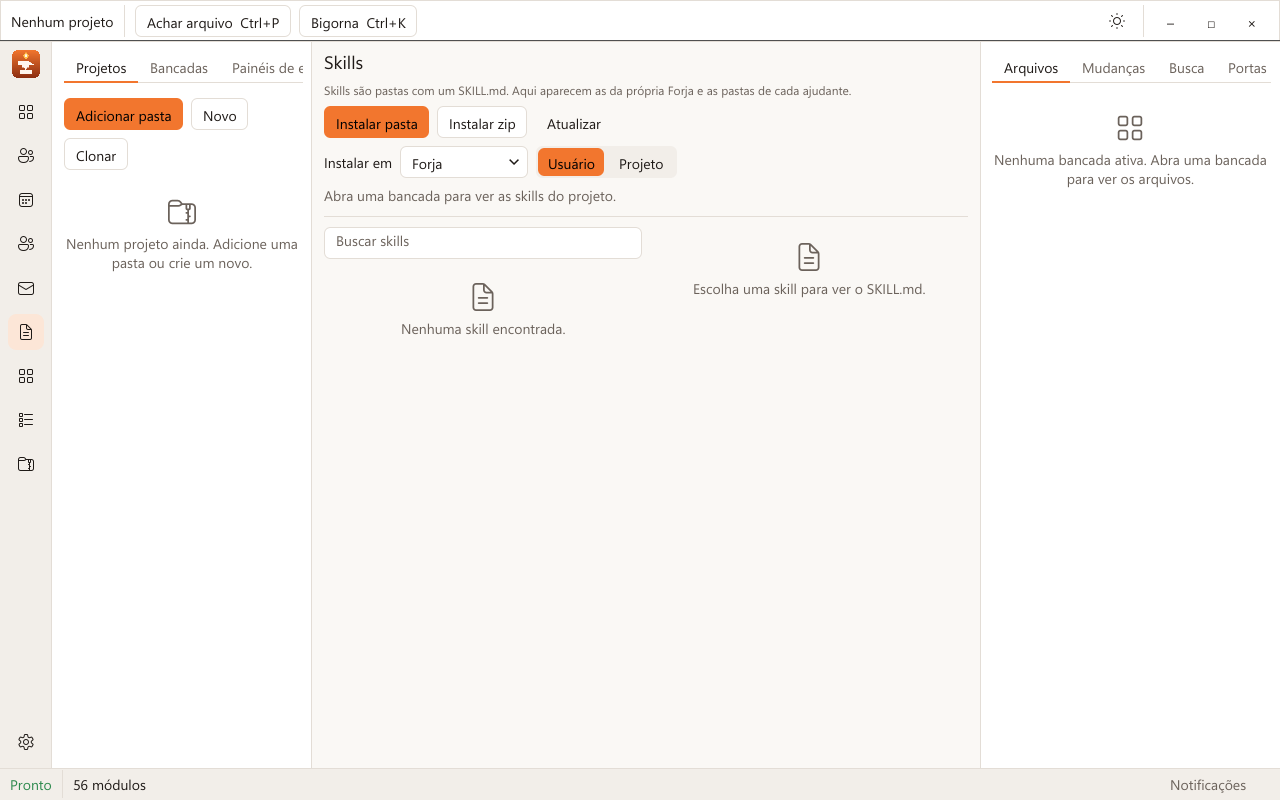 Nenhum projeto
Achar arquivo Ctrl+P
Bigorna Ctrl+K
Projetos
Bancadas
Painéis de e
Adicionar pasta
Novo
Clonar
Nenhum projeto ainda. Adicione uma
pasta ou crie um novo.
Skills
Skills são pastas com um SKILL.md. Aqui aparecem as da própria Forja e as pastas de cada ajudante.
Instalar pasta
Instalar zip
Atualizar
Instalar em
Forja
Usuário
Projeto
Abra uma bancada para ver as skills do projeto.
Buscar skills
Nenhuma skill encontrada.
Escolha uma skill para ver o SKILL.md.
Arquivos
Mudanças
Busca
Portas
Nenhuma bancada ativa. Abra uma bancada
para ver os arquivos.
Pronto
56 módulos
Notificações